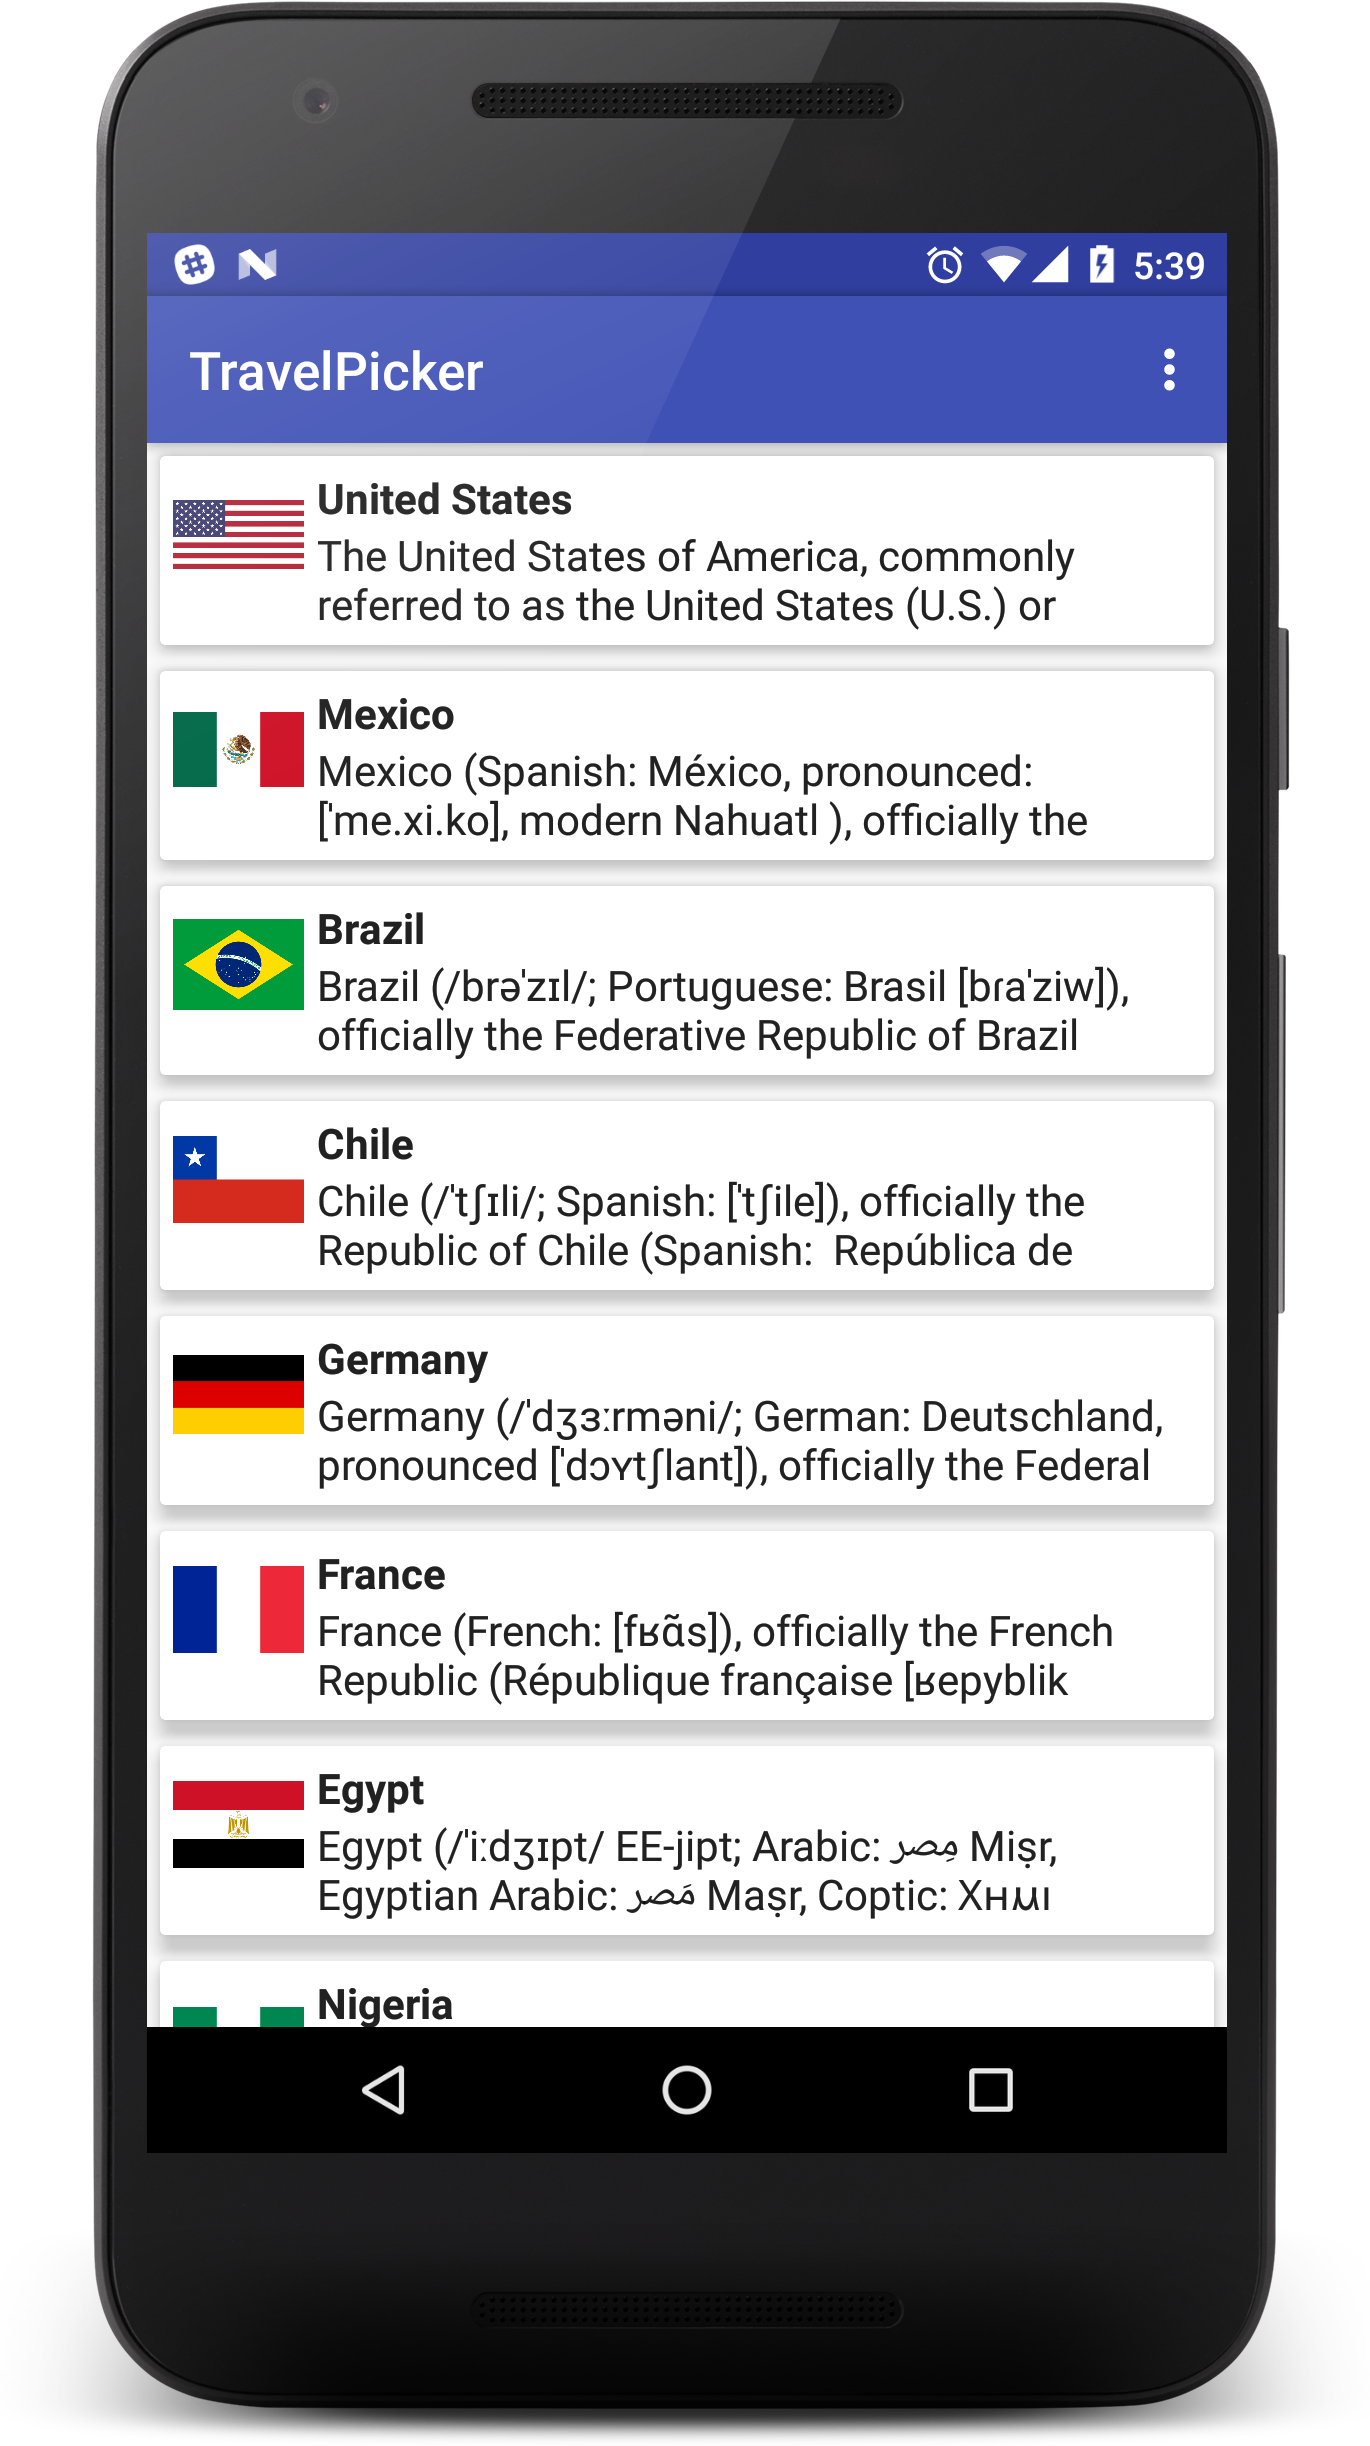 5:39
TravelPicker
United States
The United States of America, commonly
referred to as the United States (U.S.) or
Mexico
Mexico (Spanish: México, pronounced:
['me.xi.ko], modern Nahuatl ), officially the
Brazil
Brazil (/brəˈzɪl/; Portuguese: Brasil [bɾaˈziw]),
officially the Federative Republic of Brazil
Chile
Chile (/ˈtʃɪli/; Spanish: [ˈtʃile]), officially the
Republic of Chile (Spanish:  República de
Germany
Germany (/ˈdʒɜːrməni/; German: Deutschland,
pronounced [ˈdɔʏtʃlant]), officially the Federal
France
France (French: [fʁɑ̃s]), officially the French
Republic (République française [ʁepyblik
Egypt
Egypt (/ˈiːdʒɪpt/ EE-jipt; Arabic: مِصر Miṣr,
Egyptian Arabic: مَصر Maṣr, Coptic: Ⲭⲏⲙⲓ
Nigeria